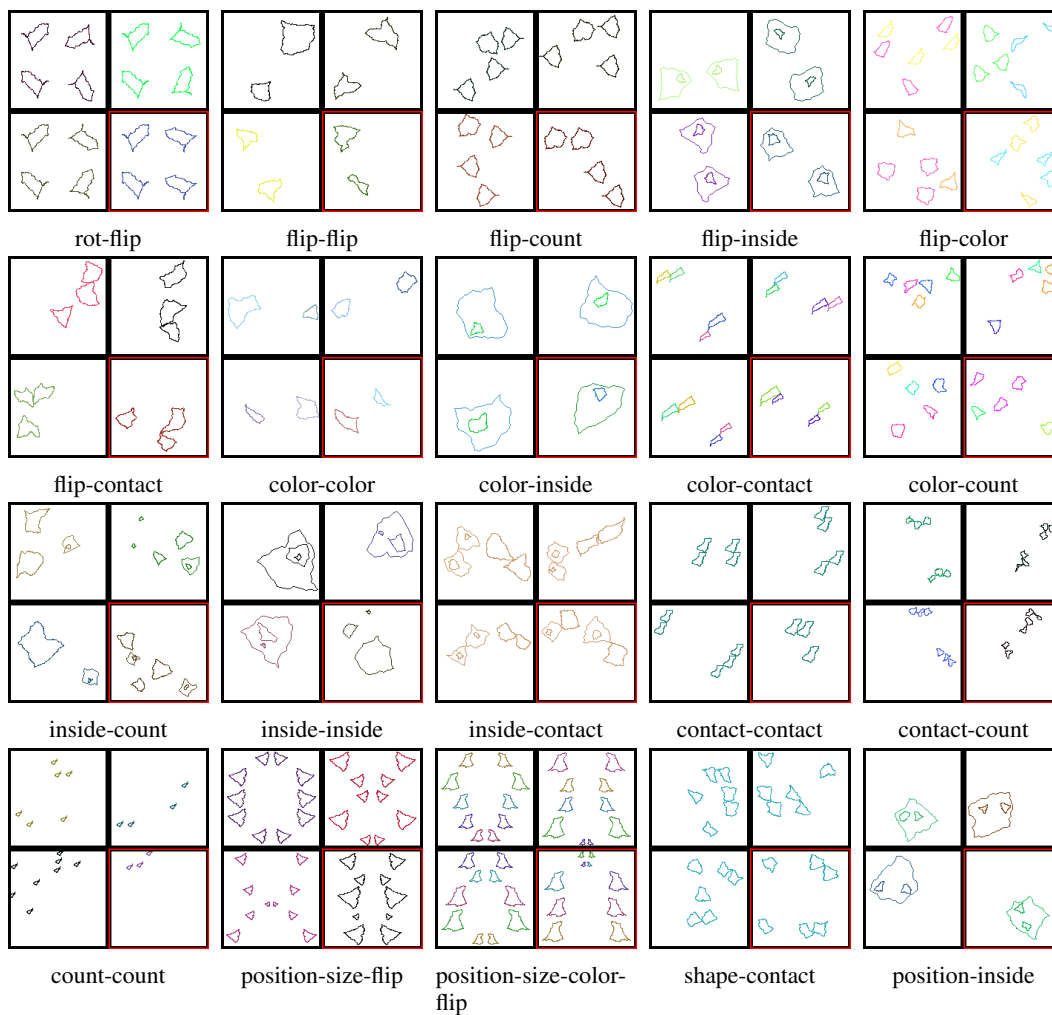 rot-flip flip-flip flip-count flip-inside flip-color
flip-contact color-color color-inside color-contact color-count
inside-count inside-inside inside-contact contact-contact contact-count
count-count position-size-flip position-size-color- shape-contact position-inside
flip